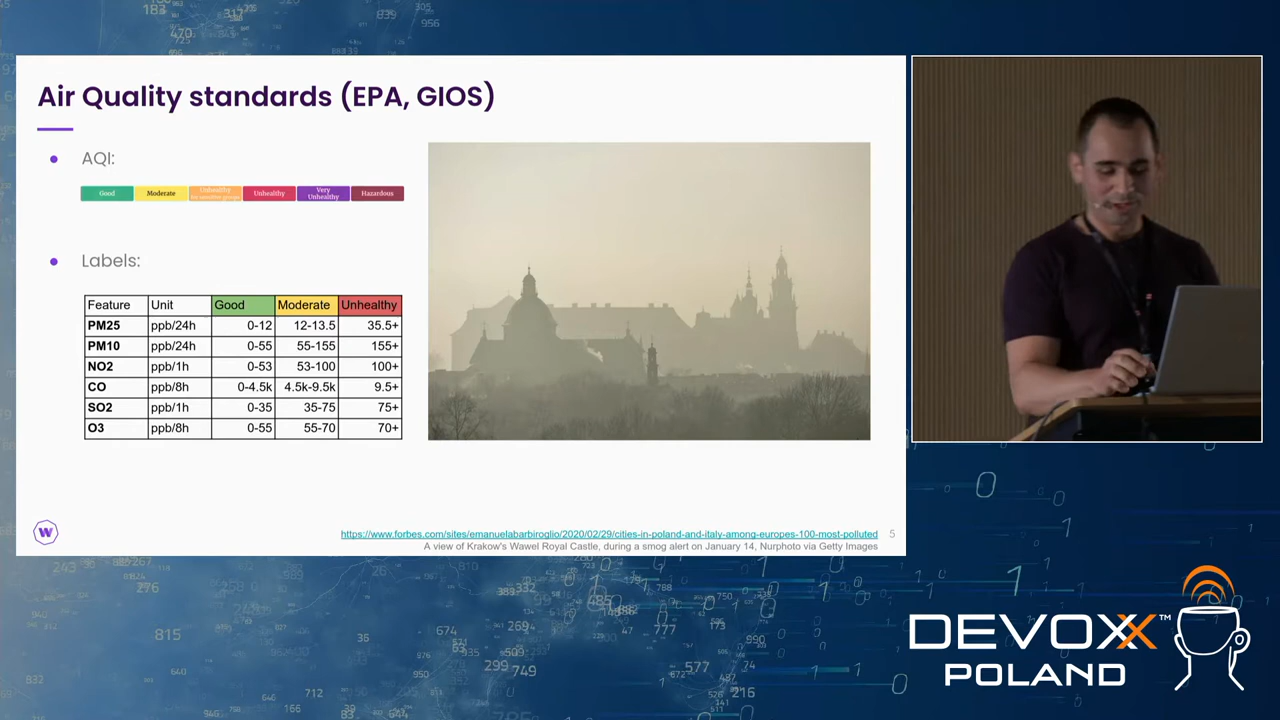 Air Quality standards (EPA, GIOS)
AQI:
Good Moderate Unhealthy for sensitive groups Unhealthy Very Unhealthy Hazardous
Labels:
Feature Unit Good Moderate Unhealthy
PM25 ppb/24h 0-12 12-13.5 35.5+
PM10 ppb/24h 0-55 55-155 155+
NO2 ppb/1h 0-53 53-100 100+
CO ppb/8h 0-4.5k 4.5k-9.5k 9.5+
SO2 ppb/1h 0-35 35-75 75+
O3 ppb/8h 0-55 55-70 70+
https://www.forbes.com/sites/emanuelabarbiroglio/2020/02/29/cities-in-poland-and-italy-among-europes-100-most-polluted 5
A view of Krakow's Wawel Royal Castle, during a smog alert on January 14, Nurphoto via Getty Images
W
DEVOXX™
POLAND